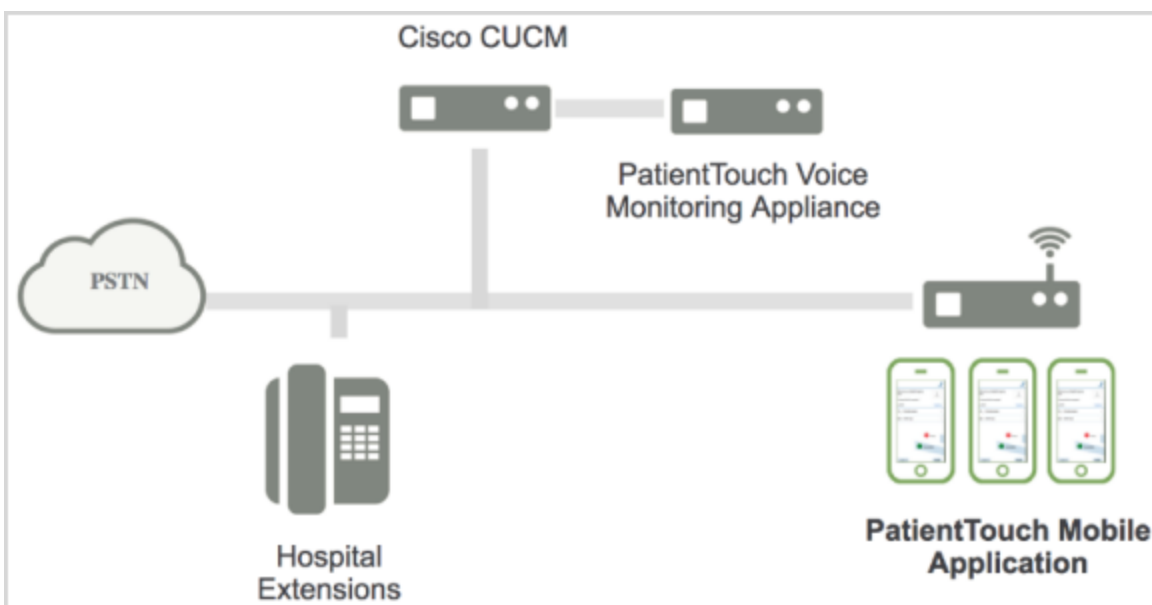 Cisco CUCM
PatientTouch Voice
Monitoring Appliance
PSTN
Hospital
Extensions
PatientTouch Mobile
Application